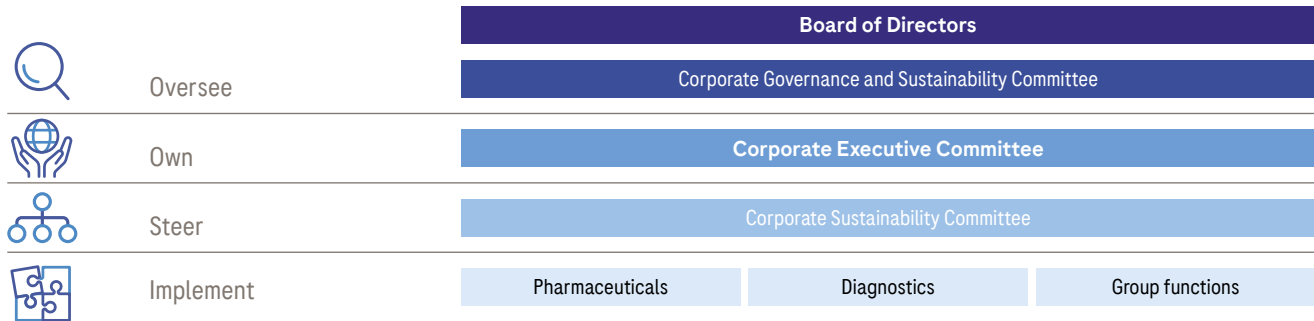 Board of Directors
Oversee
Corporate Governance and Sustainability Committee
Own
Corporate Executive Committee
Steer
Corporate Sustainability Committee
Implement
Pharmaceuticals
Diagnostics
Group functions